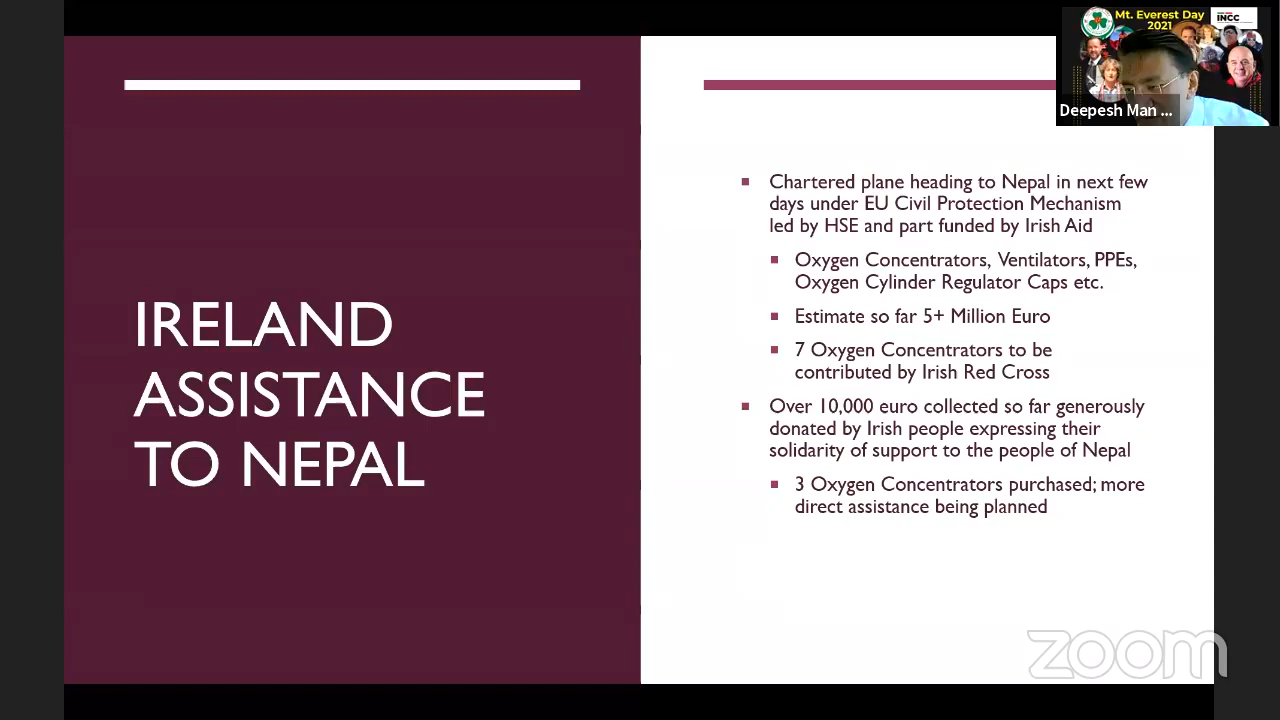 Mt. Everest Day
2021
INCC
Deepesh Man ...
IRELAND
ASSISTANCE
TO NEPAL
Chartered plane heading to Nepal in next few
days under EU Civil Protection Mechanism
led by HSE and part funded by Irish Aid
Oxygen Concentrators, Ventilators, PPEs,
Oxygen Cylinder Regulator Caps etc.
Estimate so far 5+ Million Euro
7 Oxygen Concentrators to be
contributed by Irish Red Cross
Over 10,000 euro collected so far generously
donated by Irish people expressing their
solidarity of support to the people of Nepal
3 Oxygen Concentrators purchased; more
direct assistance being planned
zoom